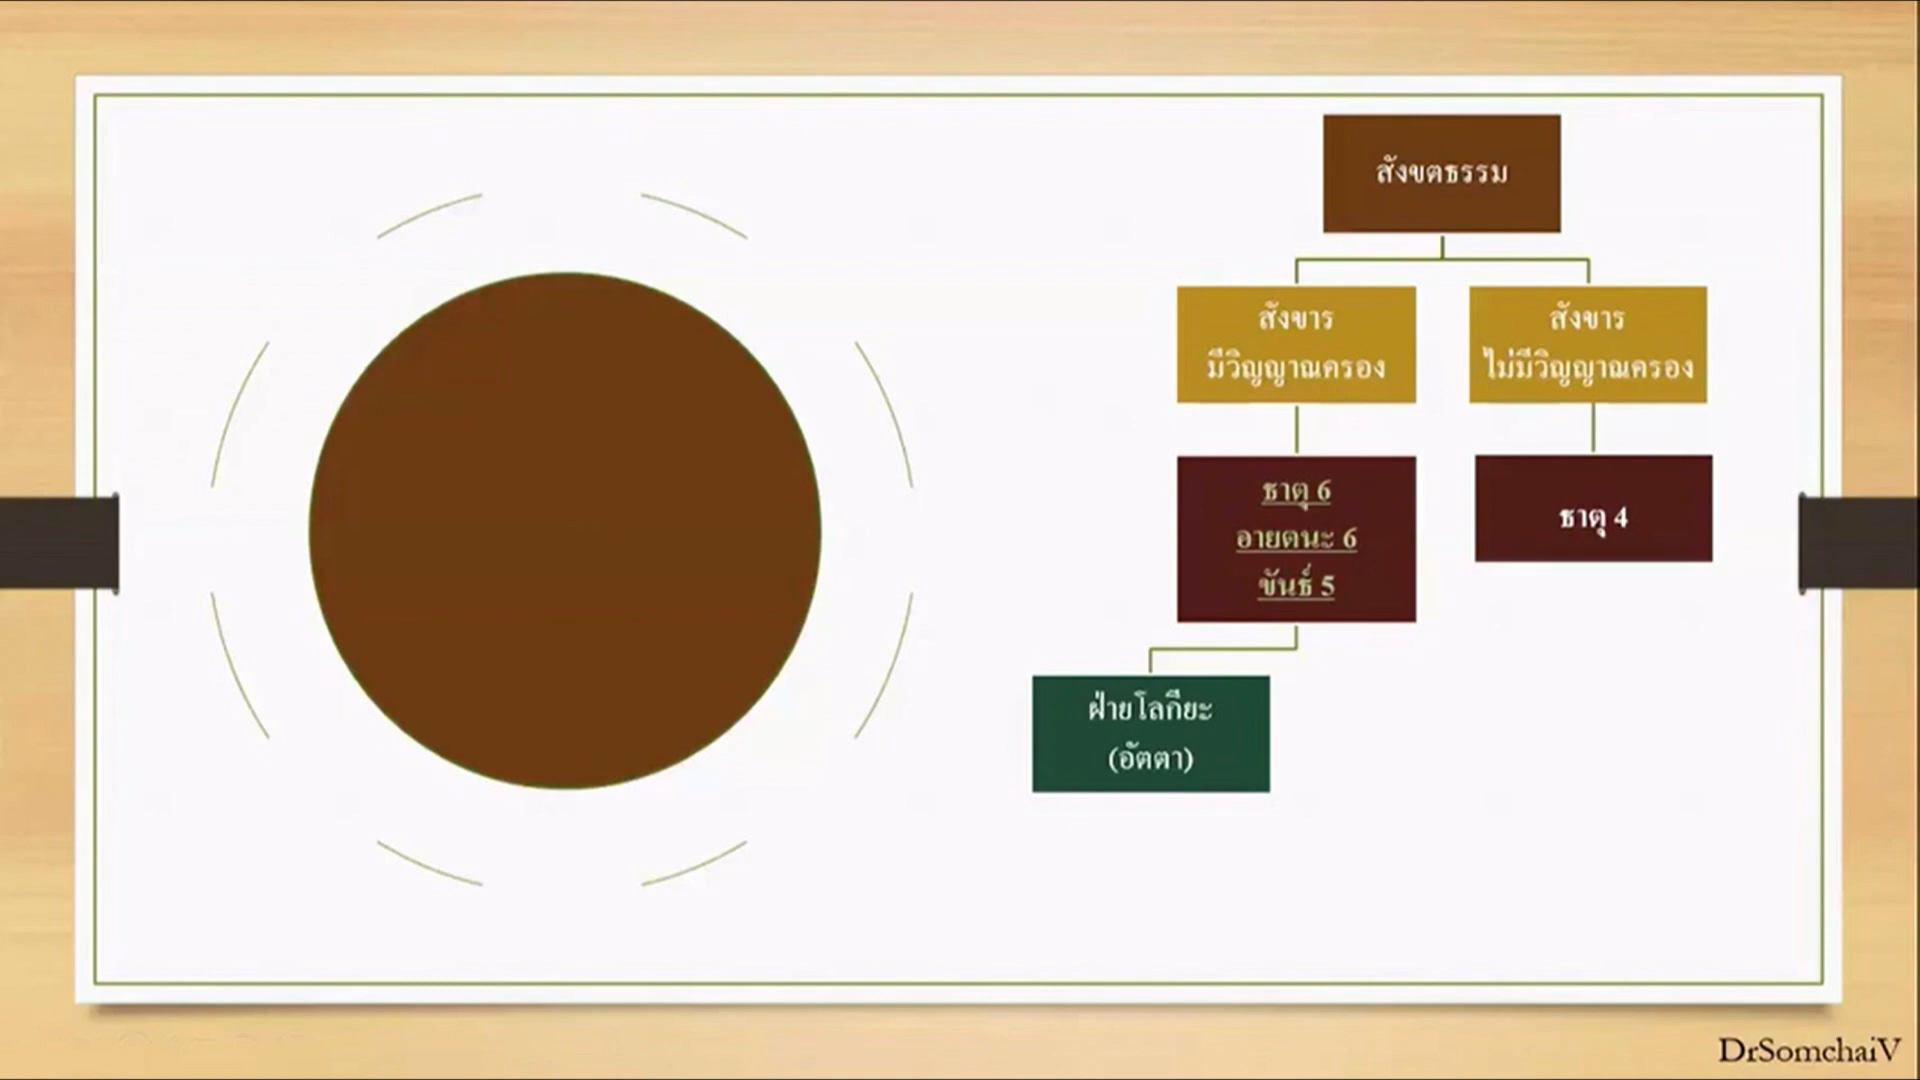 สังขตธรรม
สังขาร
มีวิญญาณครอง
สังขาร
ไม่มีวิญญาณครอง
ธาตุ 6
อายตนะ 6
ขันธ์ 5
ธาตุ 4
ฝ่ายโลกียะ
(อัตตา)
DrSomchaiV